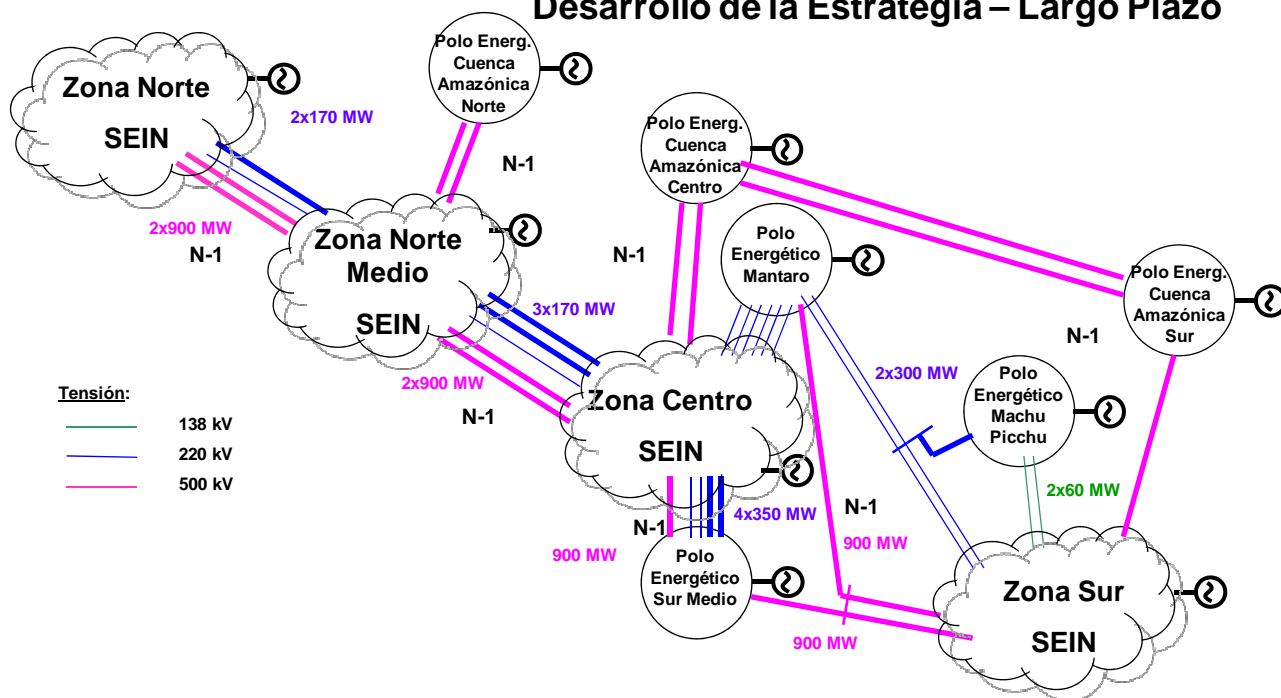 Desarrollo de la Estrategia – Largo Plazo
Zona Norte
SEIN
2x170 MW
Polo Energ.
Cuenca
Amazónica
Norte
N-1
2x900 MW
N-1
Zona Norte
Medio
SEIN
3x170 MW
2x900 MW
N-1
Polo Energ.
Cuenca
Amazónica
Centro
N-1
Polo
Energético
Mantaro
Polo Energ.
Cuenca
Amazónica
Sur
N-1
2x300 MW
Polo
Energético
Machu
Picchu
2x60 MW
Zona Centro
SEIN
4x350 MW
N-1
900 MW
N-1
900 MW
Polo
Energético
Sur Medio
900 MW
Zona Sur
SEIN
Tensión:
138 kV
220 kV
500 kV